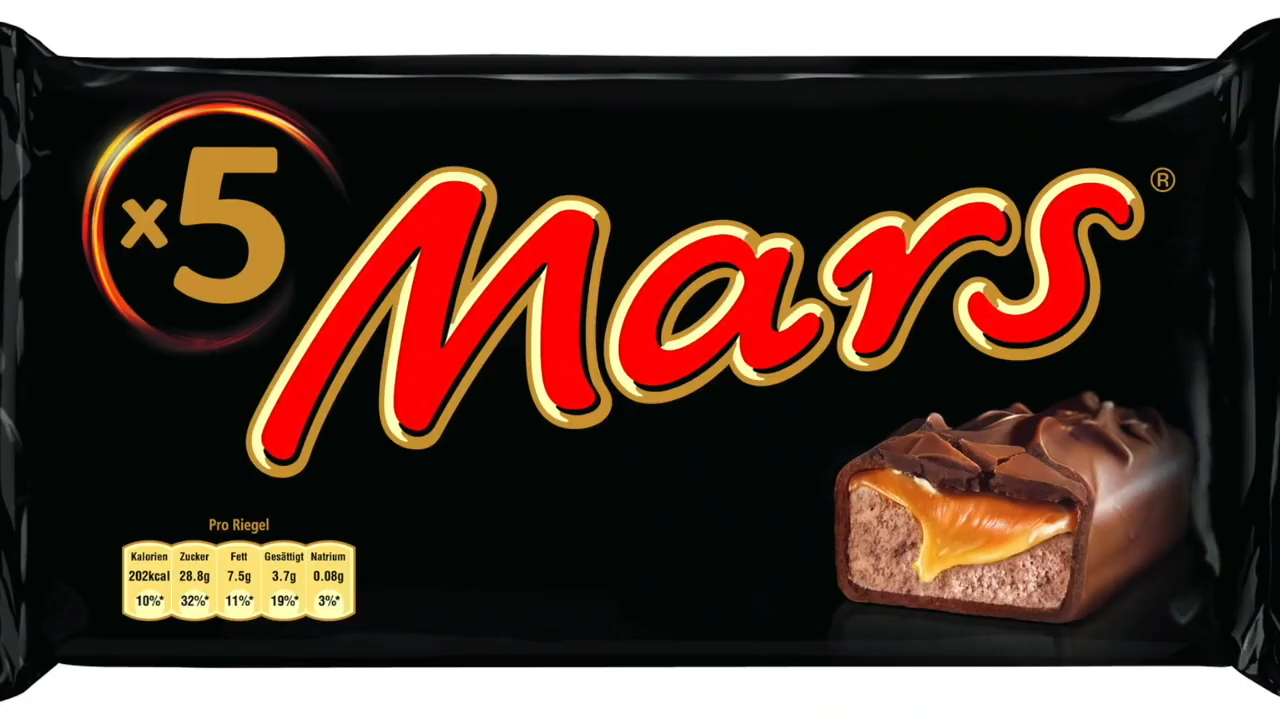 x5
Mars®
Pro Riegel
Kalorien Zucker Fett Gesättigt Natrium
202kcal 28.8g 7.5g 3.7g 0.08g
10%* 32%* 11%* 19%* 3%*